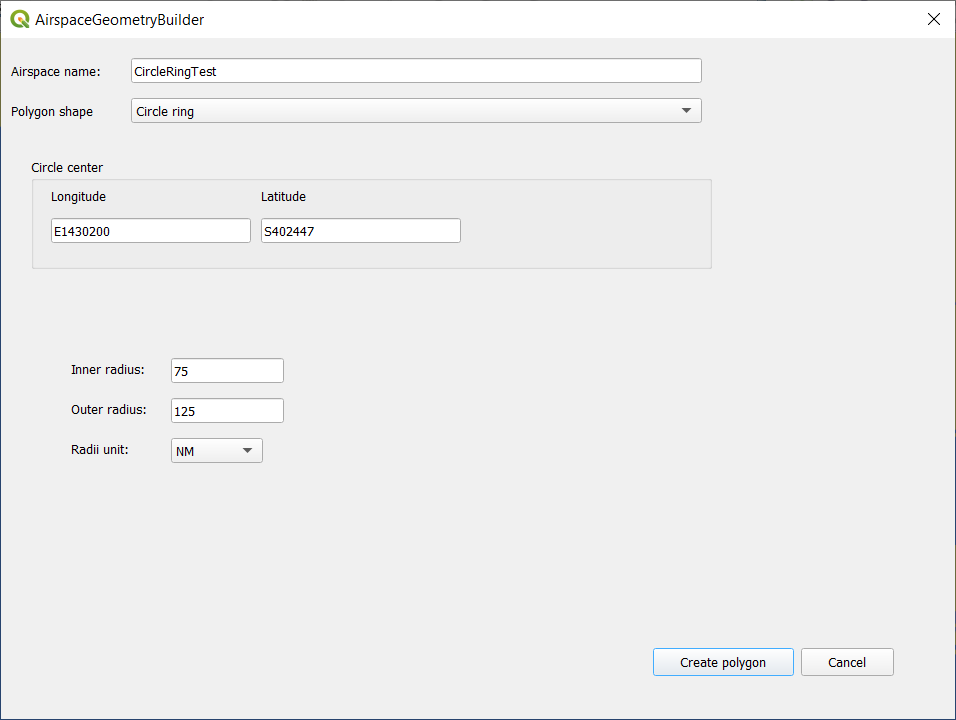 AirspaceGeometryBuilder
Airspace name: CircleRingTest
Polygon shape Circle ring
Circle center
Longitude Latitude
E1430200 S402447
Inner radius: 75
Outer radius: 125
Radii unit: NM
Create polygon Cancel